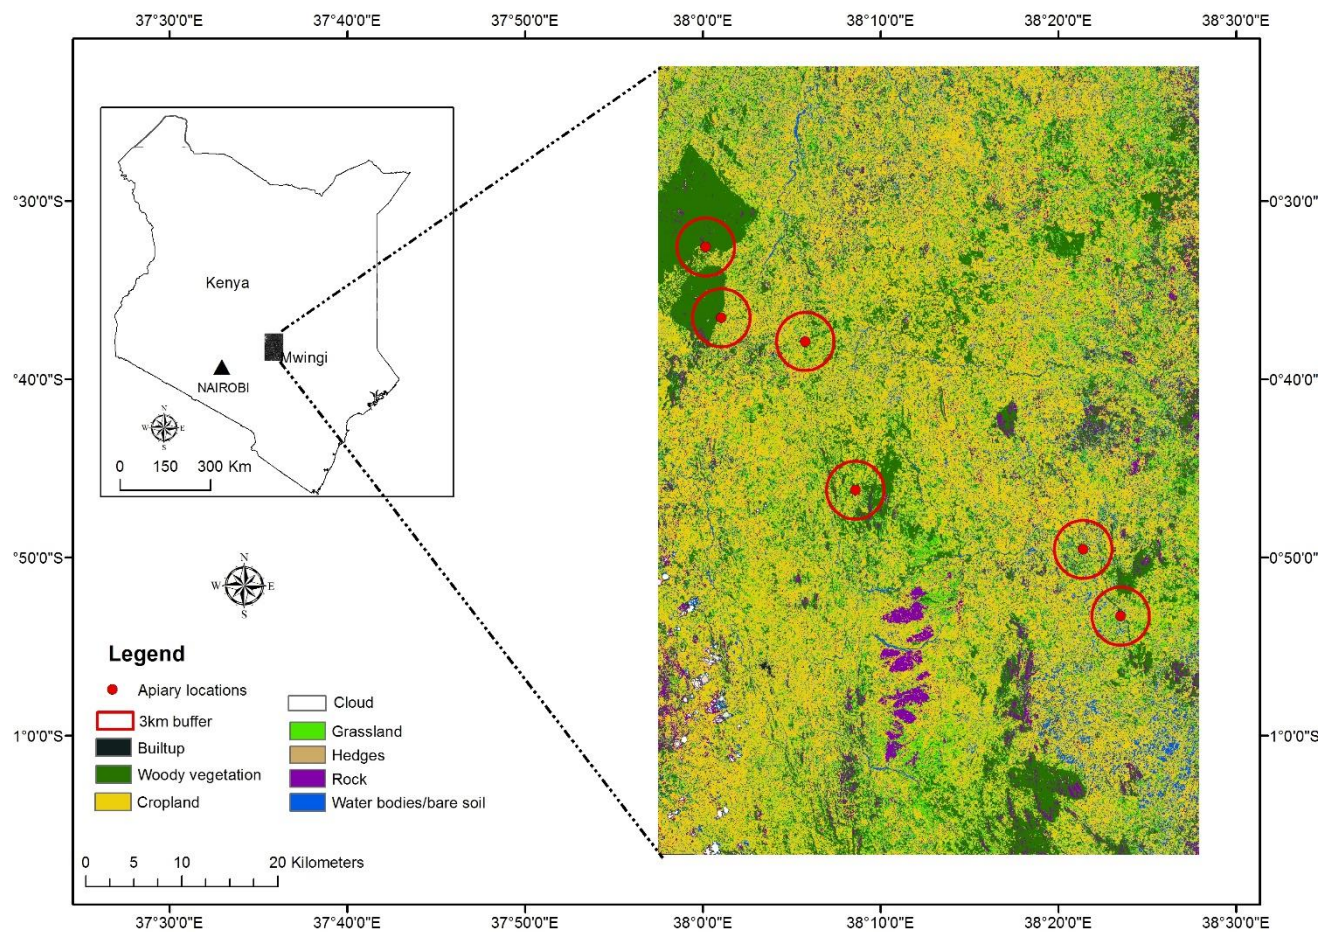 37°30'0"E 37°40'0"E 37°50'0"E 38°0'0"E 38°10'0"E 38°20'0"E 38°30'0"E
°30'0"S
0°30'0"
Kenya
Mwingi
NAIROBI
°40'0"S
0°40'0"
N
W E
S
0 150 300 Km
°50'0"S
0°50'0"
N
W E
S
Legend
Apiary locations
3km buffer
Builtup
Woody vegetation
Cropland
Cloud
Grassland
Hedges
Rock
Water bodies/bare soil
1°0'0"S
1°0'0"S
0 5 10 20 Kilometers
37°30'0"E 37°40'0"E 37°50'0"E 38°0'0"E 38°10'0"E 38°20'0"E 38°30'0"E